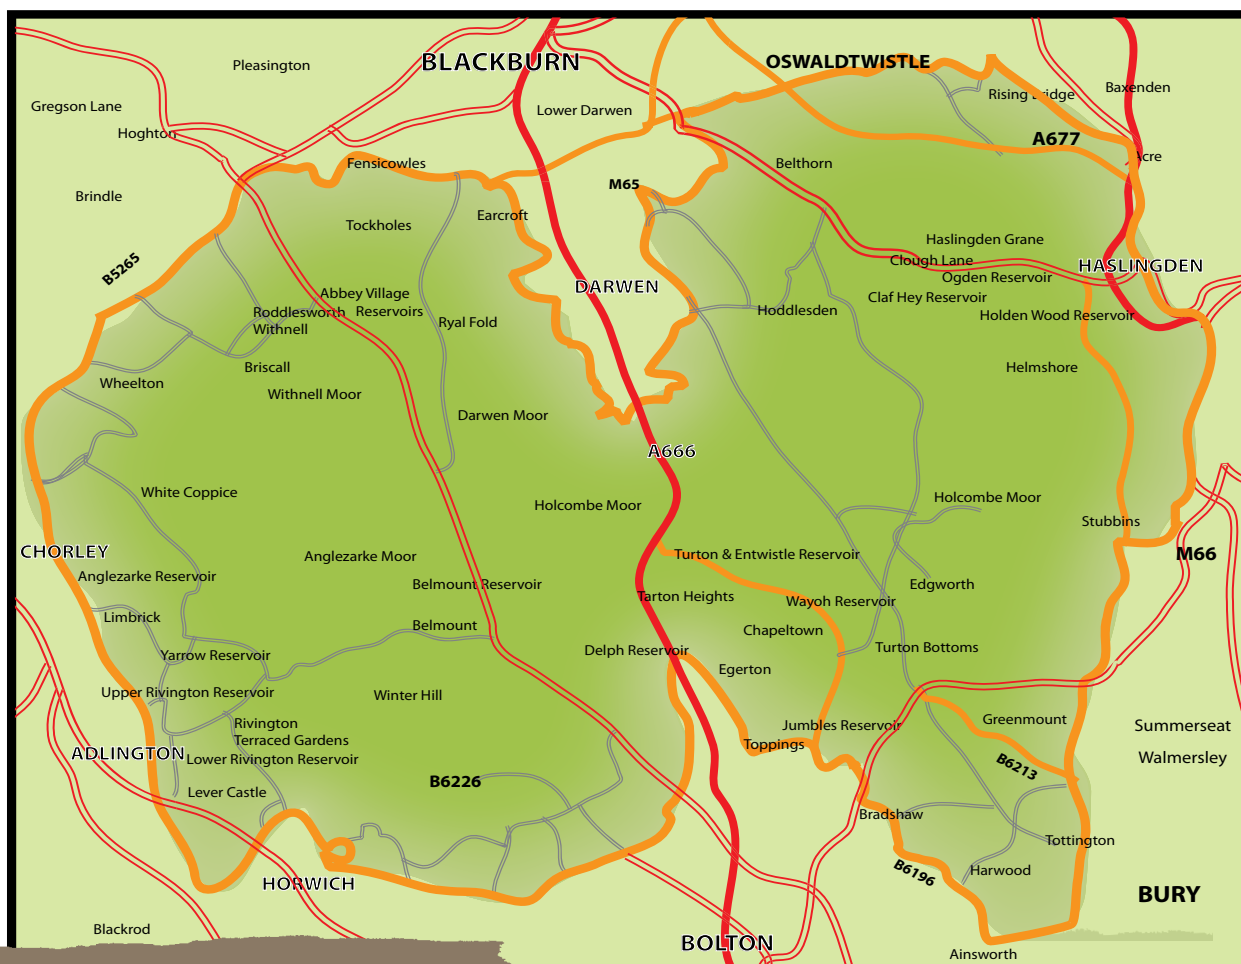 BLACKBURN
OSWALDTWISTLE
Pleasington
Baxenden
Rising Bridge
Gregson Lane
Lower Darwen
Hoghton
A677
Acre
Fensicowles
Belthorn
M65
Brindle
Earcroft
Tockholes
Haslingden Grane
Clough Lane
HASLINGDEN
B5265
Ogden Reservoir
DARWEN
Abbey Village
Claf Hey Reservoir
Roddlesworth Reservoirs
Hoddlesden
Holden Wood Reservoir
Withnell
Ryal Fold
Briscall
Helmshore
Wheelton
Withnell Moor
Darwen Moor
A666
White Coppice
Holcombe Moor
Holcombe Moor
Stubbins
CHORLEY
Anglezarke Moor
Turton & Entwistle Reservoir
M66
Anglezarke Reservoir
Belmount Reservoir
Edgworth
Tarton Heights
Wayoh Reservoir
Limbrick
Belmount
Chapeltown
Yarrow Reservoir
Delph Reservoir
Turton Bottoms
Egerton
Upper Rivington Reservoir
Winter Hill
Rivington
Terraced Gardens
Jumbles Reservoir
Greenmount
Summerseat
ADLINGTON
Toppings
Lower Rivington Reservoir
Walmersley
B6213
B6226
Lever Castle
Bradshaw
Tottington
B6196
Harwood
HORWICH
BURY
Blackrod
BOLTON
Ainsworth